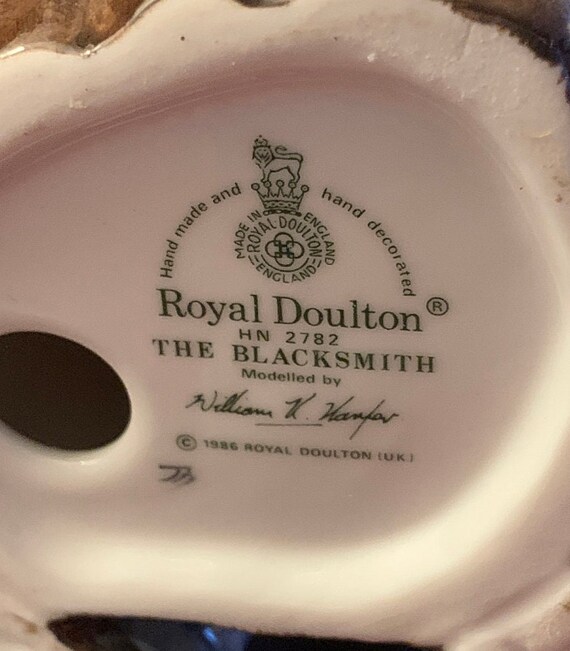 Hand made and hand decorated
MADE IN ENGLAND
ROYAL DOULTON
ENGLAND
Royal Doulton ®
HN 2782
THE BLACKSMITH
Modelled by
William K. Harper
© 1986 ROYAL DOULTON (UK)